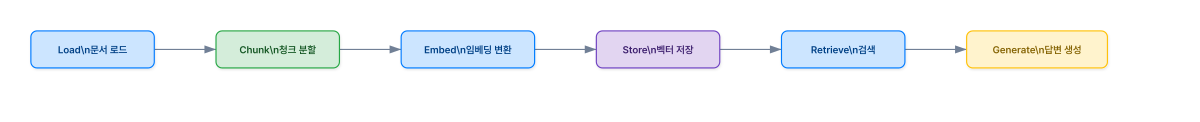 Load\n문서 로드
Chunk\n청크 분할
Embed\n임베딩 변환
Store\n벡터 저장
Retrieve\n검색
Generate\n답변 생성